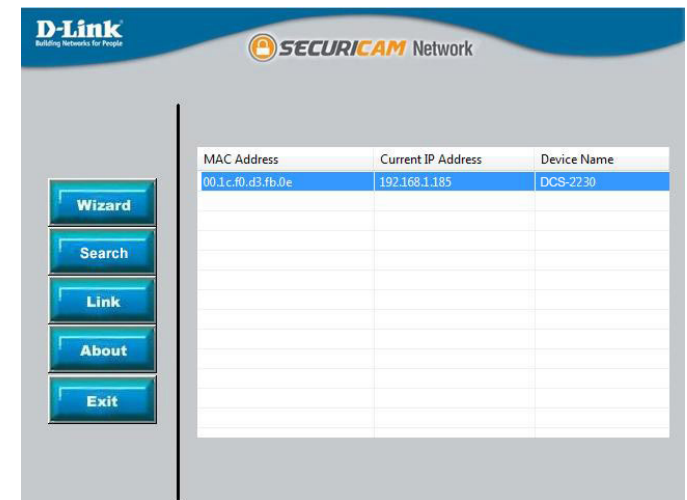 D-Link
Building Networks for People
SECURICAM Network
MAC Address Current IP Address Device Name
00.1c.f0.d3.fb.0e 192.168.1.185 DCS-2230
Wizard
Search
Link
About
Exit